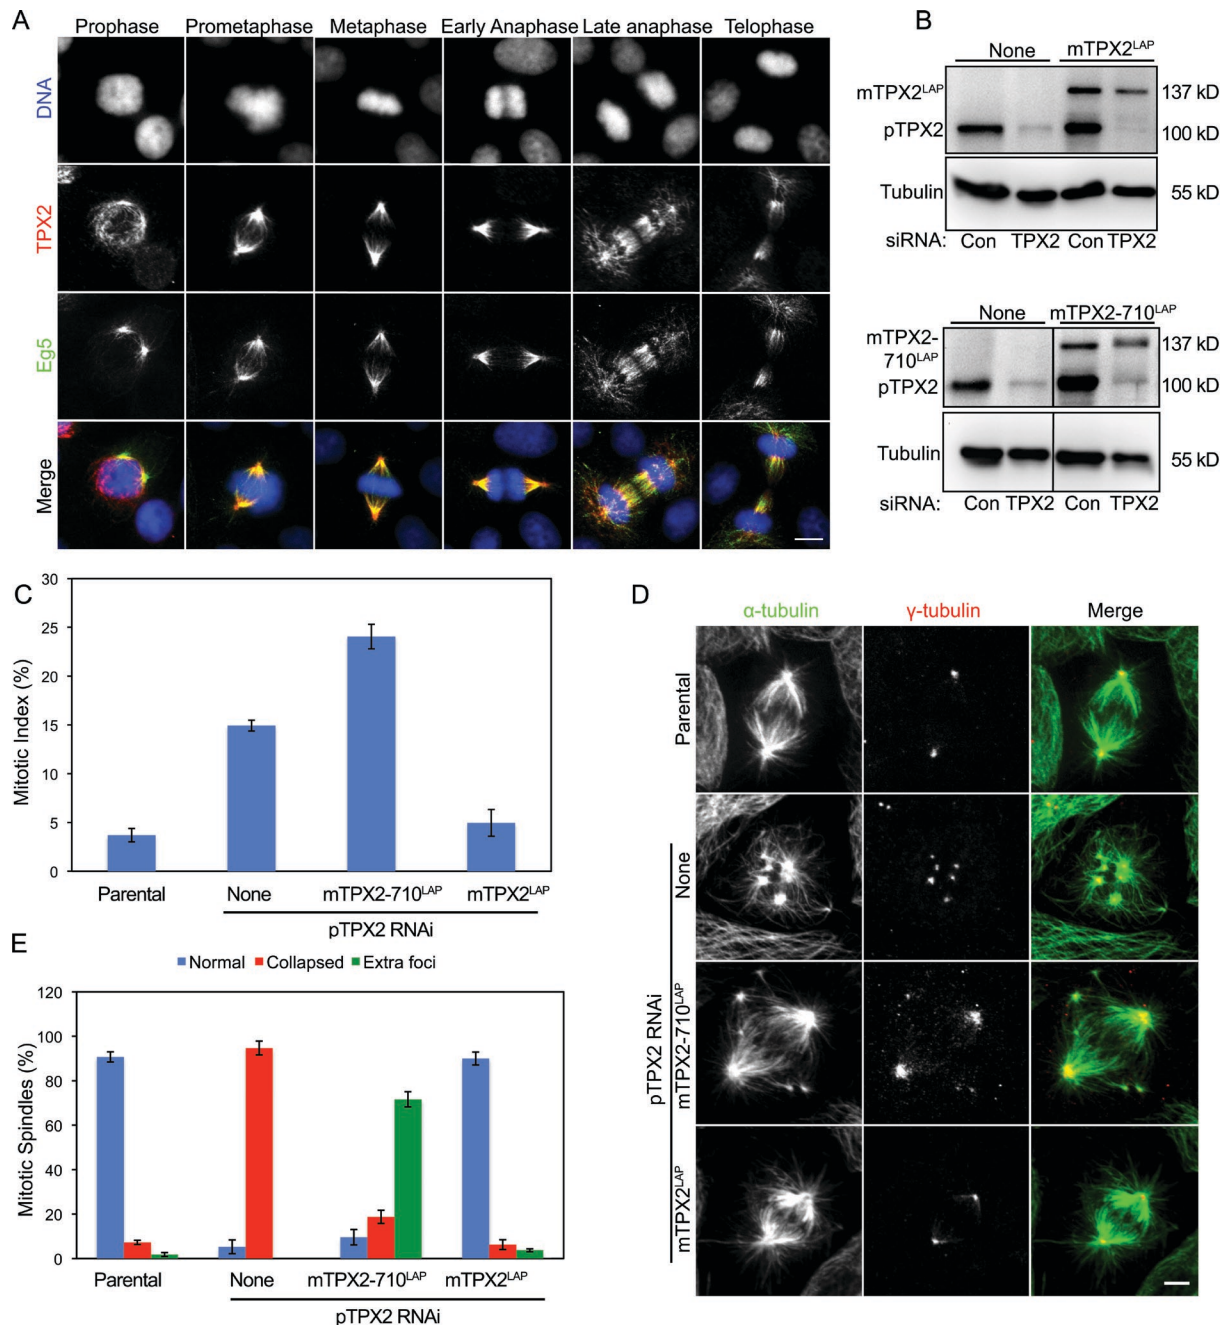 A
Prophase Prometaphase Metaphase Early Anaphase Late anaphase Telophase
DNA
TPX2
Eg5
Merge
B
None mTPX2LAP
mTPX2LAP 137 kD
pTPX2 100 kD
Tubulin 55 kD
siRNA: Con TPX2 Con TPX2
None mTPX2-710LAP
mTPX2-
710LAP 137 kD
pTPX2 100 kD
Tubulin 55 kD
siRNA: Con TPX2 Con TPX2
C
Mitotic Index (%)
30
25
20
15
10
5
0
Parental None mTPX2-710LAP mTPX2LAP
pTPX2 RNAi
D
α-tubulin γ-tubulin Merge
Parental
None
mTPX2-710LAP
mTPX2LAP
pTPX2 RNAi
E
Normal Collapsed Extra foci
Mitotic Spindles (%)
120
100
80
60
40
20
0
Parental None mTPX2-710LAP mTPX2LAP
pTPX2 RNAi